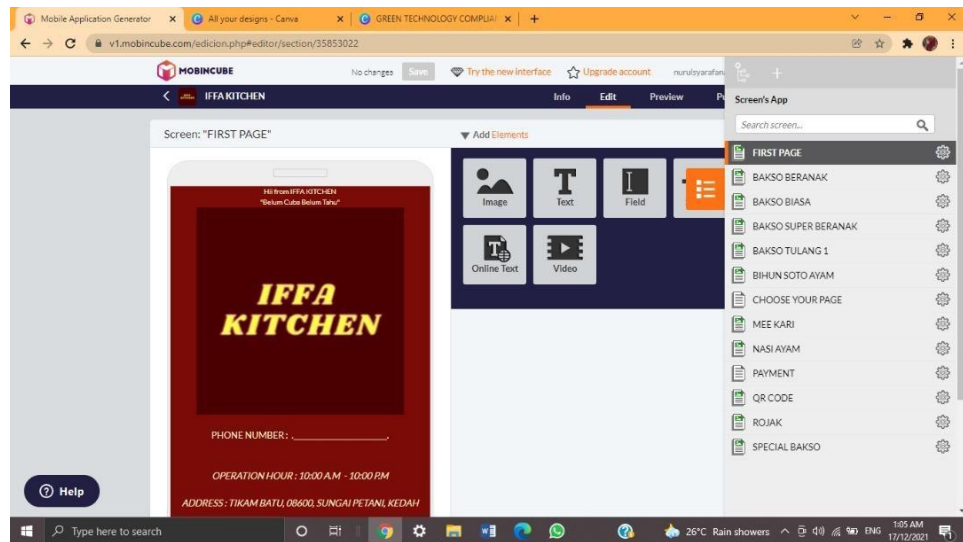 Mobile Application Generator
All your designs - Canva
GREEN TECHNOLOGY COMPLIA
v1.mobincube.com/edicion.php#editor/section/35853022
MOBINCUBE
No changes
Save
Try the new interface
Upgrade account
nurulsyarafan
IFFA KITCHEN
Info
Edit
Preview
Screen: "FIRST PAGE"
Add Elements
Hii from IFFA KITCHEN
"Belum Cuba Belum Tahu"
IFFA
KITCHEN
PHONE NUMBER :
OPERATION HOUR : 10:00 A.M - 10:00 P.M
ADDRESS : TIKAM BATU, 08600, SUNGAI PETANI, KEDAH
Image
Text
Field
Online Text
Video
Screen's App
Search screen...
FIRST PAGE
BAKSO BERANAK
BAKSO BIASA
BAKSO SUPER BERANAK
BAKSO TULANG 1
BIHUN SOTO AYAM
CHOOSE YOUR PAGE
MEE KARI
NASI AYAM
PAYMENT
QR CODE
ROJAK
SPECIAL BAKSO
Help
Type here to search
26°C Rain showers
ENG
1:05 AM
17/12/2021